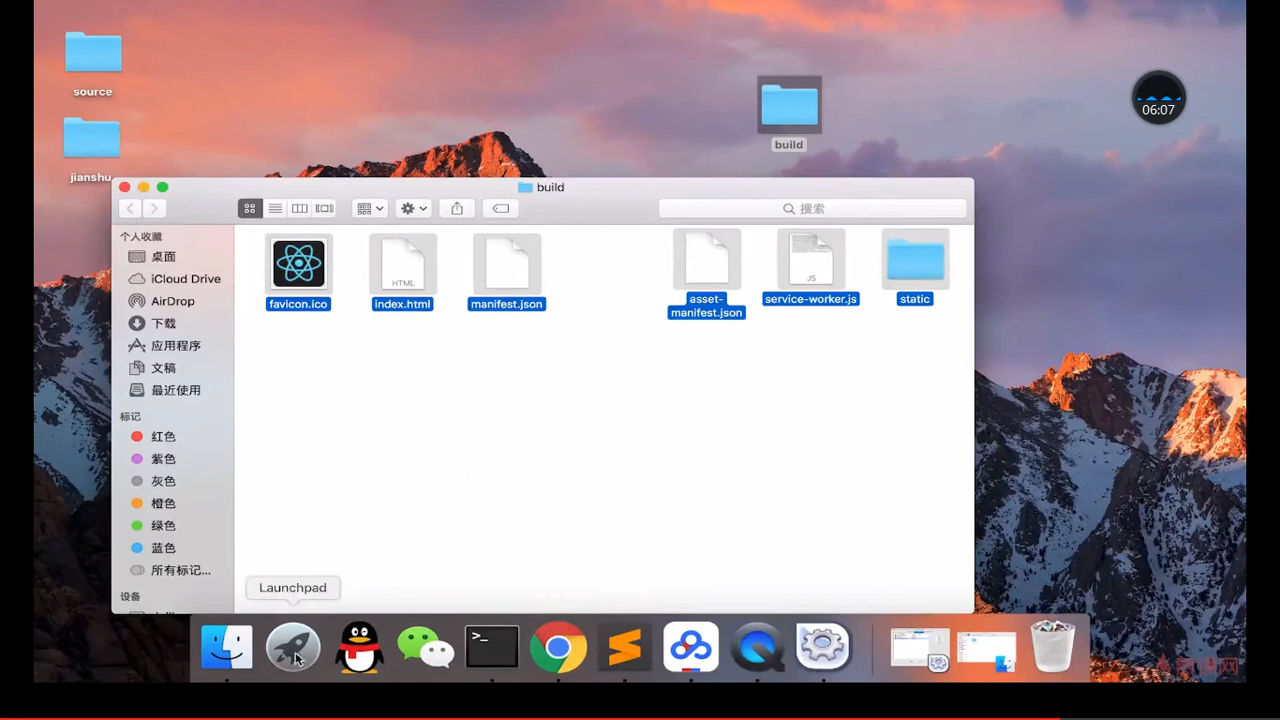 source
jianshu
build
06:07
build
搜索
个人收藏
桌面
iCloud Drive
AirDrop
下载
应用程序
文稿
最近使用
标记
红色
紫色
灰色
橙色
绿色
蓝色
所有标记...
设备
favicon.ico
HTML
index.html
manifest.json
asset-
manifest.json
JS
service-worker.js
static
Launchpad
>_